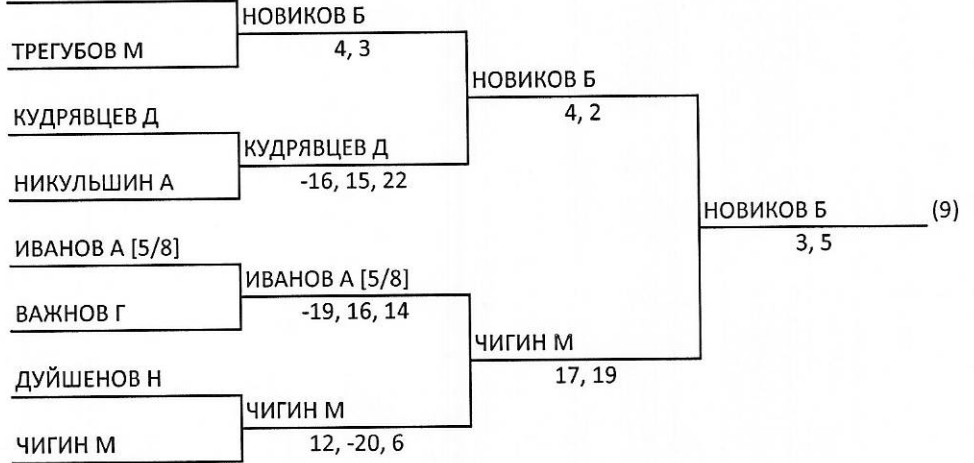 НОВИКОВ Б
ТРЕГУБОВ М
4, 3
НОВИКОВ Б
4, 2
КУДРЯВЦЕВ Д
КУДРЯВЦЕВ Д
НИКУЛЬШИН А
-16, 15, 22
НОВИКОВ Б
(9)
3, 5
ИВАНОВ А [5/8]
ИВАНОВ А [5/8]
ВАЖНОВ Г
-19, 16, 14
ЧИГИН М
17, 19
ДУЙШЕНОВ Н
ЧИГИН М
ЧИГИН М
12, -20, 6